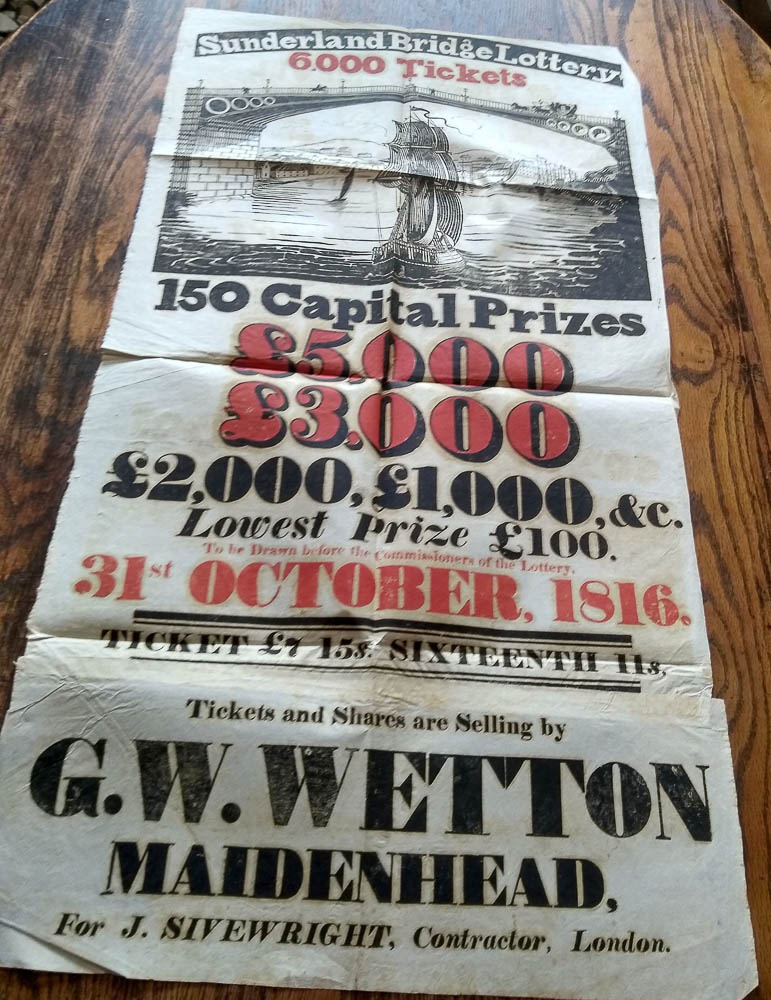 Sunderland Bridge Lottery
6.000 Tickets
150 Capital Prizes
£5,000
£3.000
£2,000, £1,000, &c.
Lowest Prize £100.
To be Drawn before the Commissioners of the Lottery,
31st OCTOBER, 1816.
TICKET £7 15s. SIXTEENTH 11s,
Tickets and Shares are Selling by
G. W. WETTON
MAIDENHEAD,
For J. SIVEWRIGHT, Contractor, London.